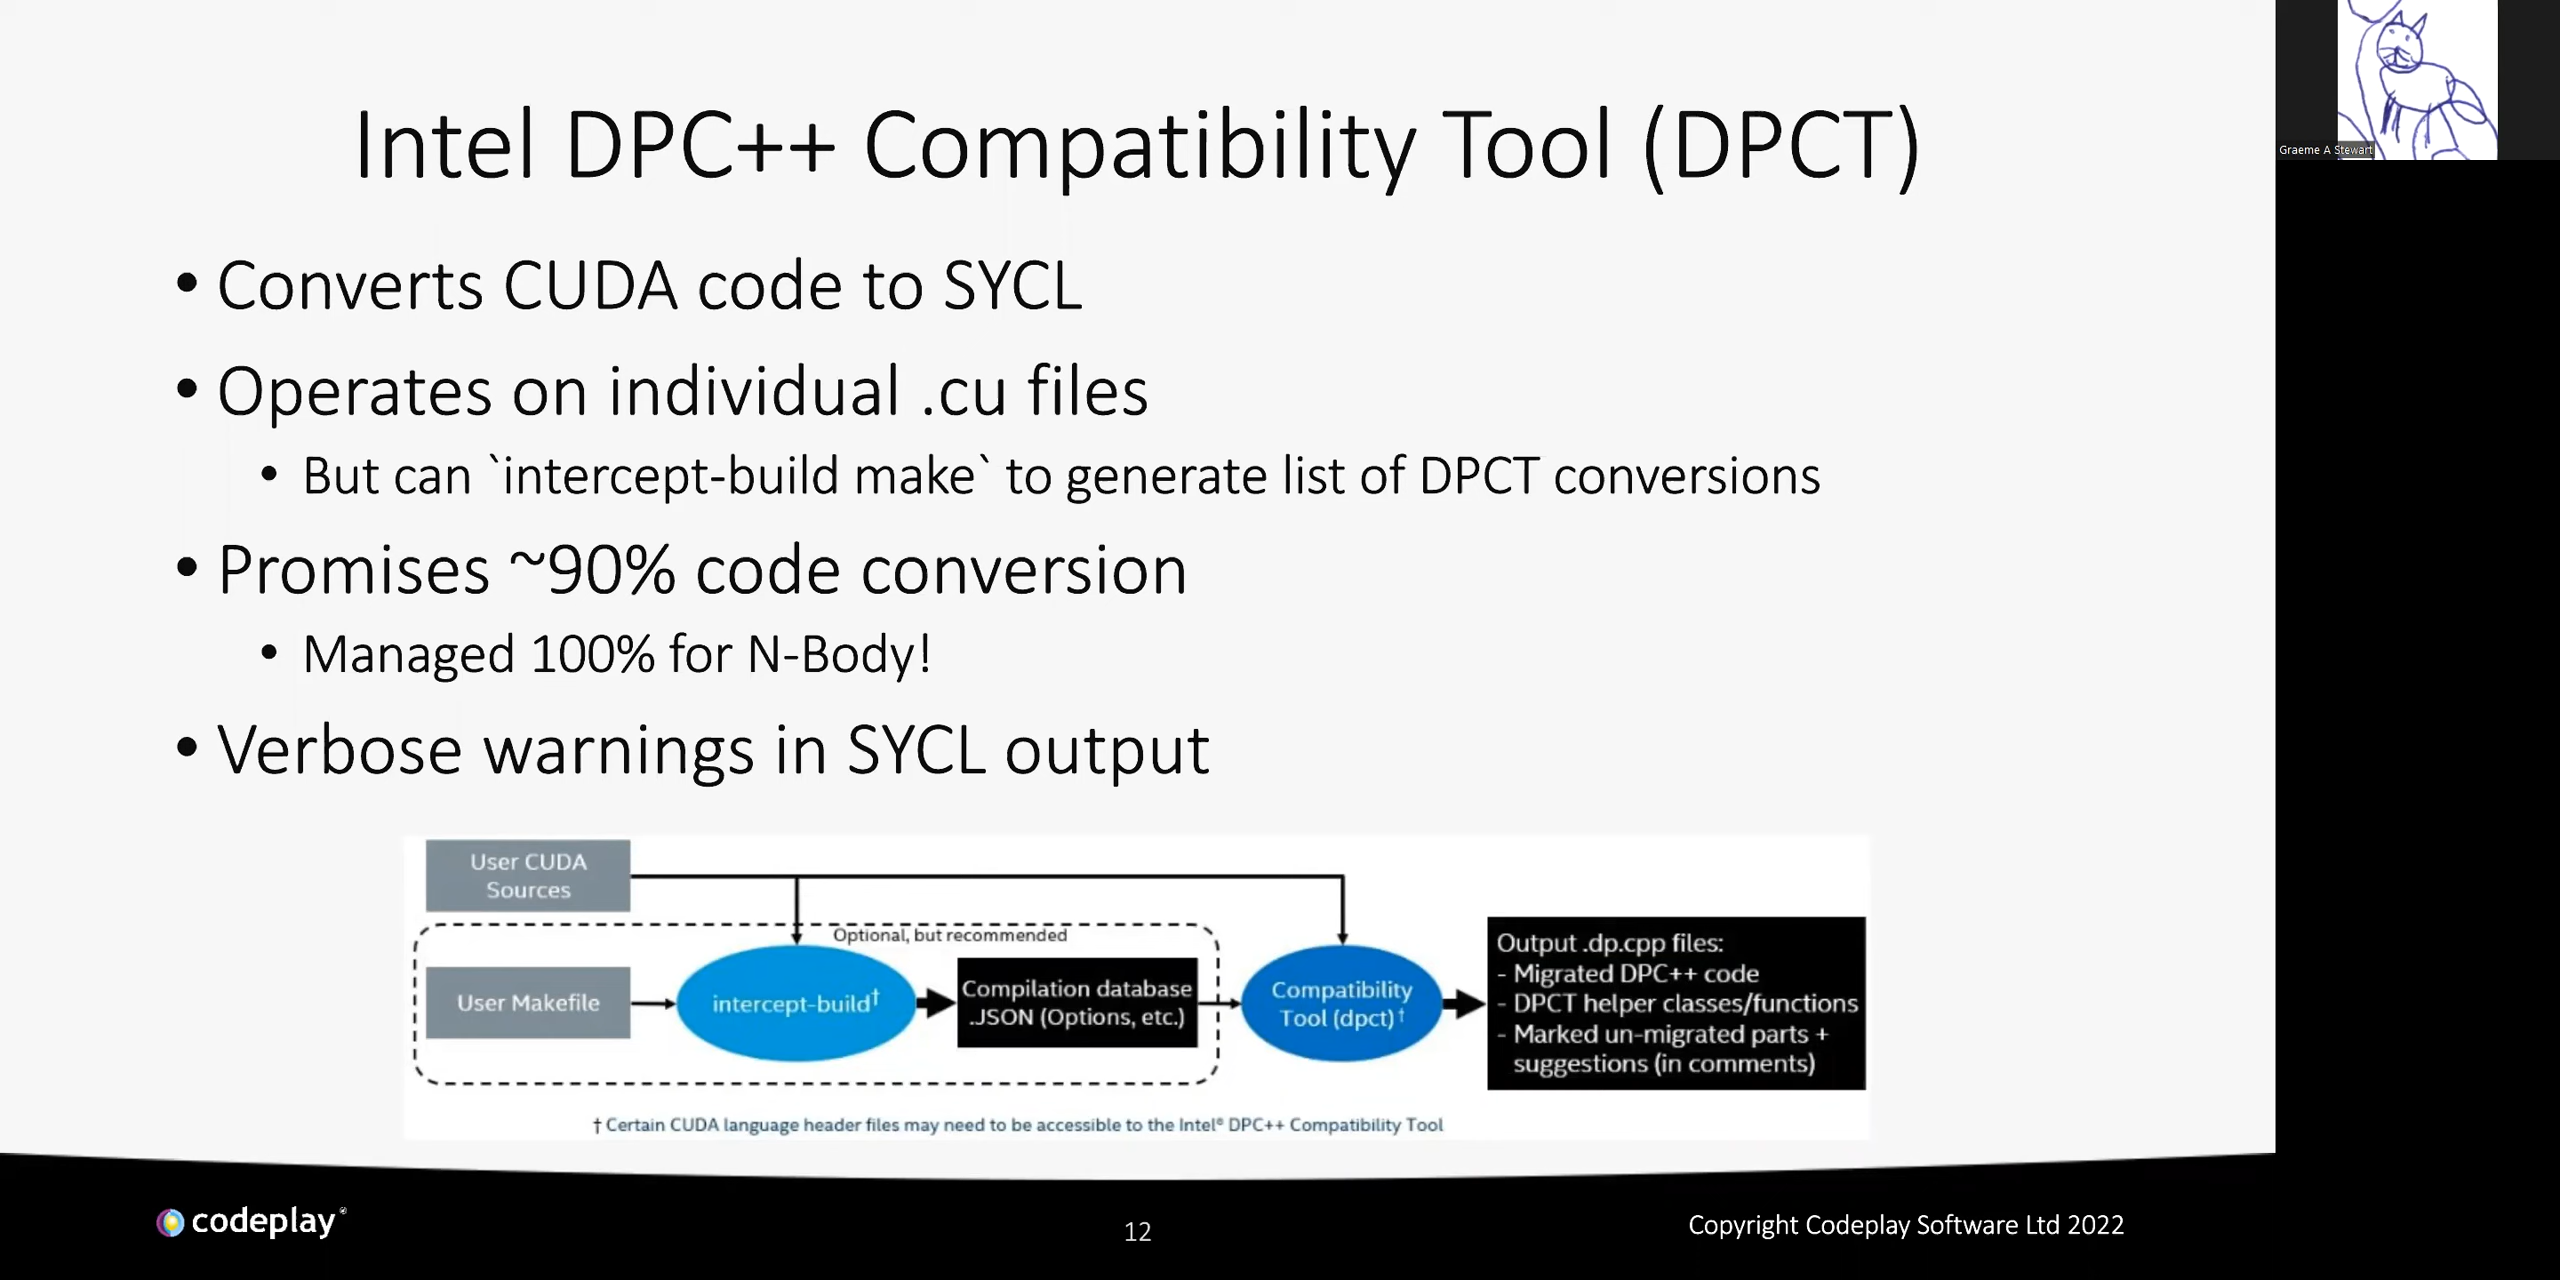 Intel DPC++ Compatibility Tool (DPCT)
Graeme A Stewart
• Converts CUDA code to SYCL
• Operates on individual .cu files
• But can `intercept-build make` to generate list of DPCT conversions
• Promises ~90% code conversion
• Managed 100% for N-Body!
• Verbose warnings in SYCL output
User CUDA
Sources
Optional, but recommended
User Makefile
intercept-build†
Compilation database
.JSON (Options, etc.)
Compatibility
Tool (dpct)†
Output .dp.cpp files:
- Migrated DPC++ code
- DPCT helper classes/functions
- Marked un-migrated parts +
suggestions (in comments)
† Certain CUDA language header files may need to be accessible to the Intel® DPC++ Compatibility Tool
codeplay®
12
Copyright Codeplay Software Ltd 2022